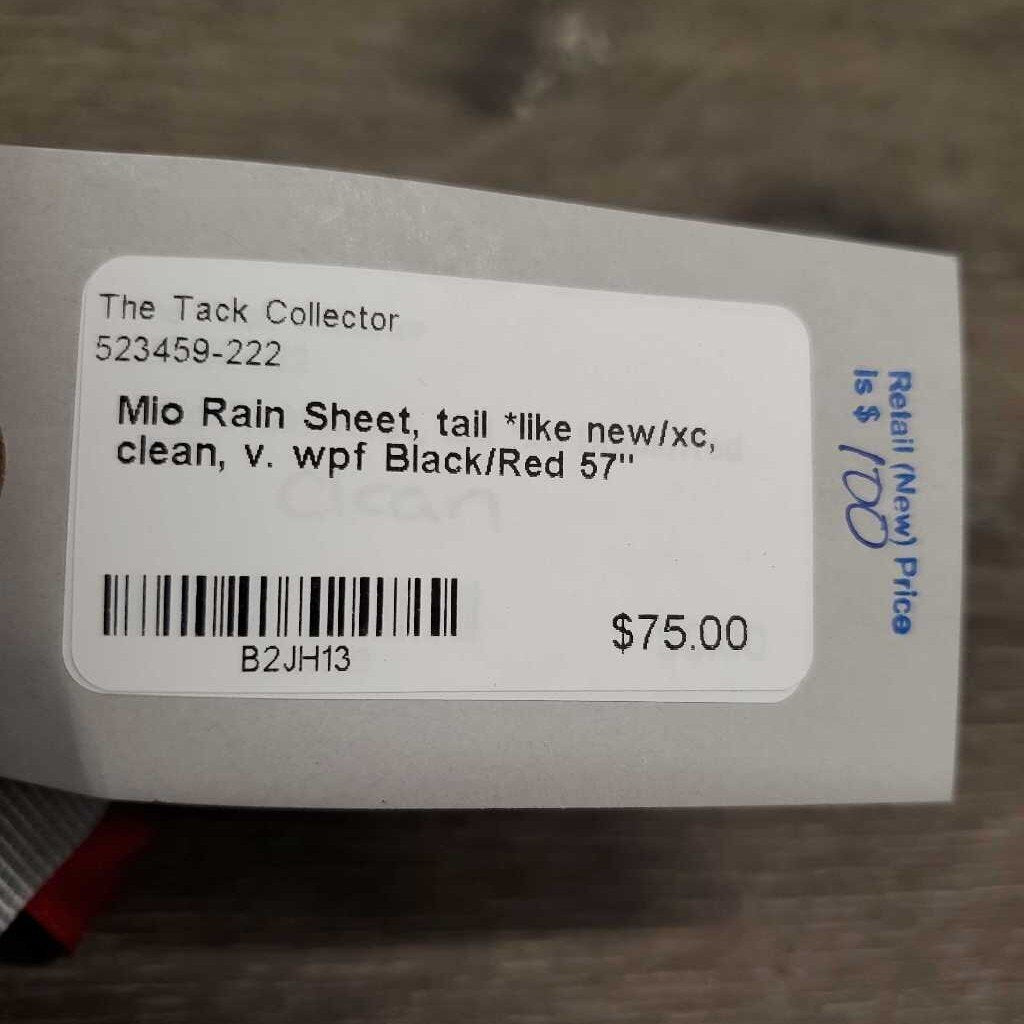 The Tack Collector
523459-222
Mio Rain Sheet, tail *like new/xc,
clean, v. wpf Black/Red 57"
clean
B2JH13
$75.00
Retail (New) Price
is $ 100